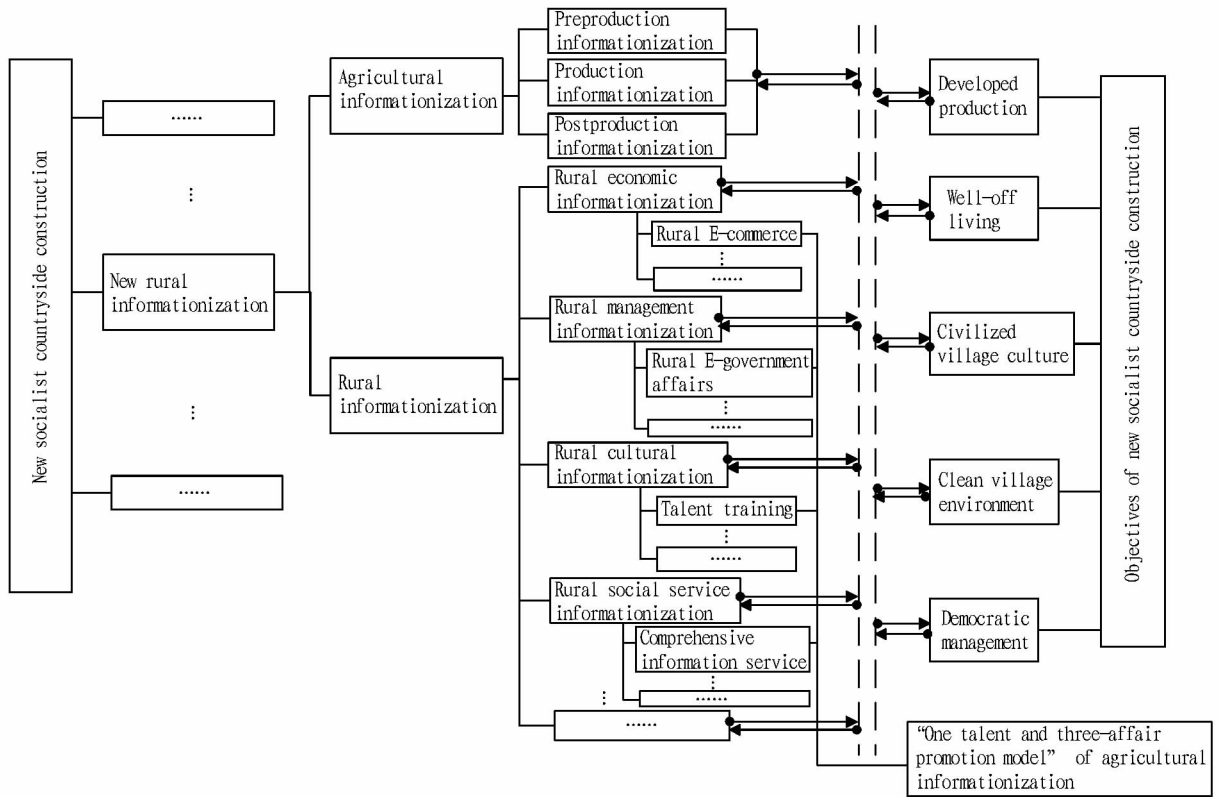 New socialist countryside construction
......
...
New rural
informationization
...
......
Agricultural
informationization
Rural
informationization
Preproduction
informationization
Production
informationization
Postproduction
informationization
Rural economic
informationization
Rural E-commerce
...
......
Rural management
informationization
Rural E-government
affairs
...
......
Rural cultural
informationization
Talent training
...
......
Rural social service
informationization
Comprehensive
information service
...
......
...
......
Developed
production
Well-off
living
Civilized
village culture
Clean village
environment
Democratic
management
Objectives of new socialist countryside construction
“One talent and three-affair
promotion model” of agricultural
informationization